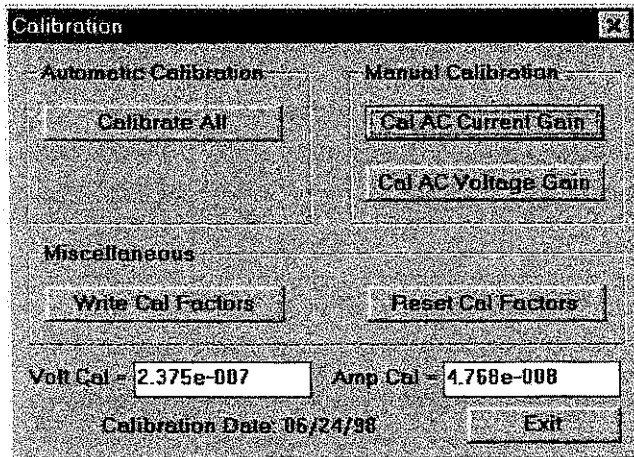 Calibration
Automatic Calibration
Calibrate All
Manual Calibration
Cal AC Current Gain
Cal AC Voltage Gain
Miscellaneous
Write Cal Factors
Reset Cal Factors
Volt Cal = 2.375e-007
Amp Cal = 4.768e-008
Calibration Date: 06/24/98
Exit